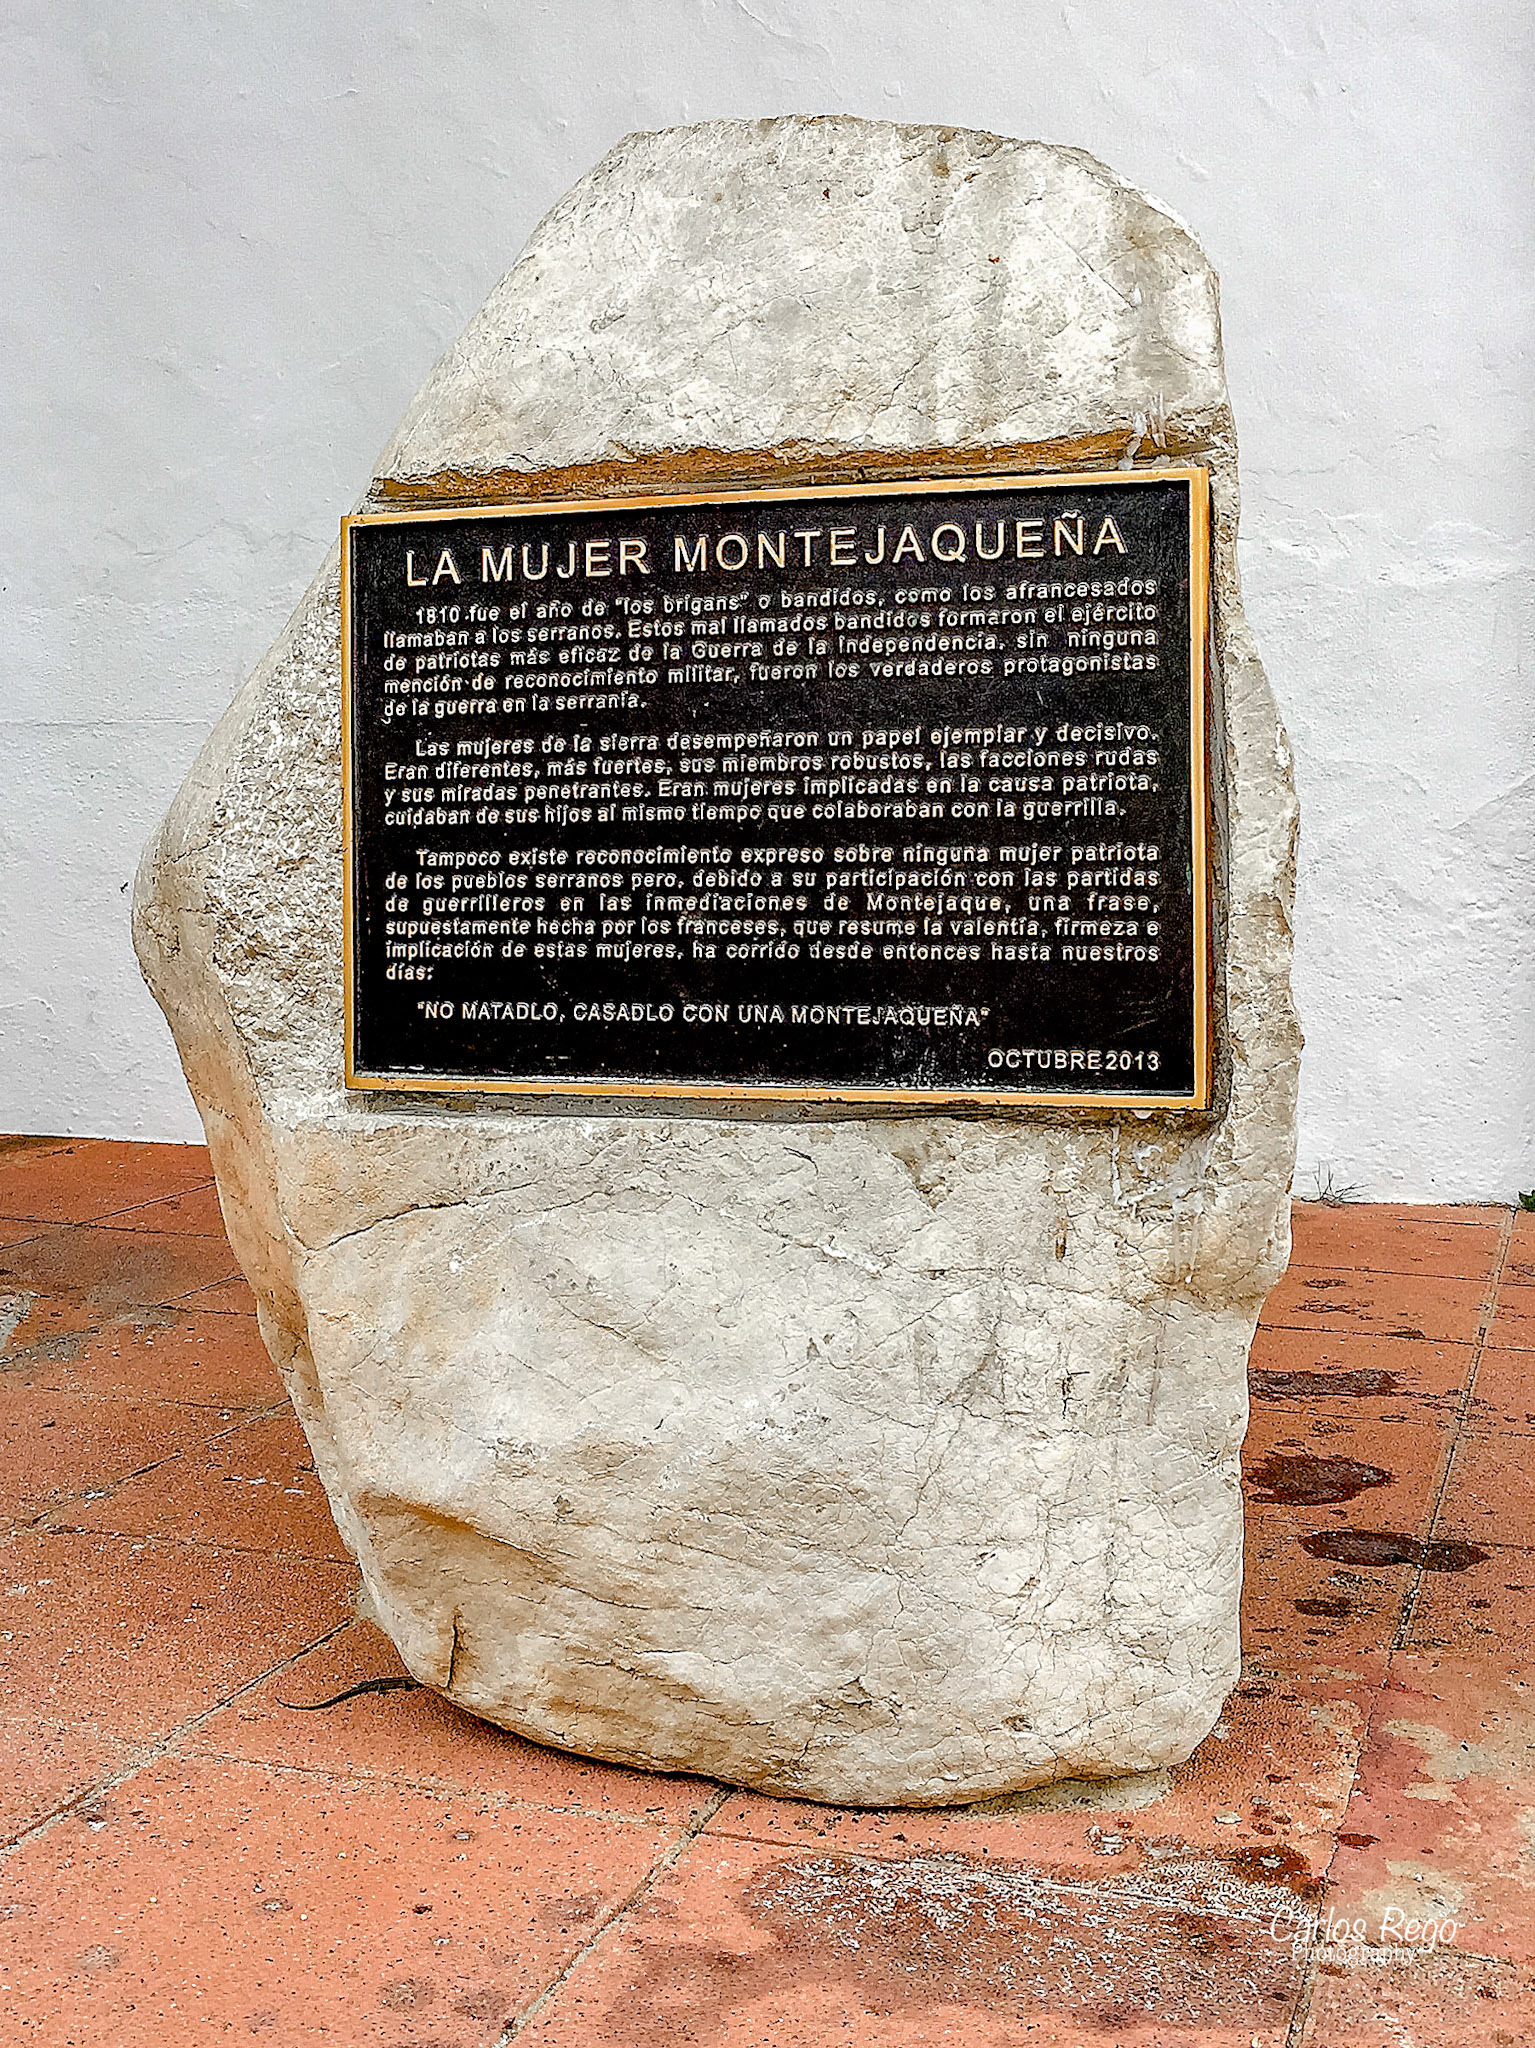 LA MUJER MONTEJAQUEÑA
1810 fue el año de "los brigans" o bandidos, como los afrancesados
llamaban a los serranos. Estos mal llamados bandidos formaron el ejército
de patriotas más eficaz de la Guerra de la Independencia, sin ninguna
mención de reconocimiento militar, fueron los verdaderos protagonistas
de la guerra en la serranía.
Las mujeres de la sierra desempeñaron un papel ejemplar y decisivo.
Eran diferentes, más fuertes, sus miembros robustos, las facciones rudas
y sus miradas penetrantes. Eran mujeres implicadas en la causa patriota,
cuidaban de sus hijos al mismo tiempo que colaboraban con la guerrilla.
Tampoco existe reconocimiento expreso sobre ninguna mujer patriota
de los pueblos serranos pero, debido a su participación con las partidas
de guerrilleros en las inmediaciones de Montejaque, una frase,
supuestamente hecha por los franceses, que resume la valentía, firmeza e
implicación de estas mujeres, ha corrido desde entonces hasta nuestros
días:
"NO MATADLO, CASADLO CON UNA MONTEJAQUEÑA"
OCTUBRE 2013
Carlos Rego
Photography